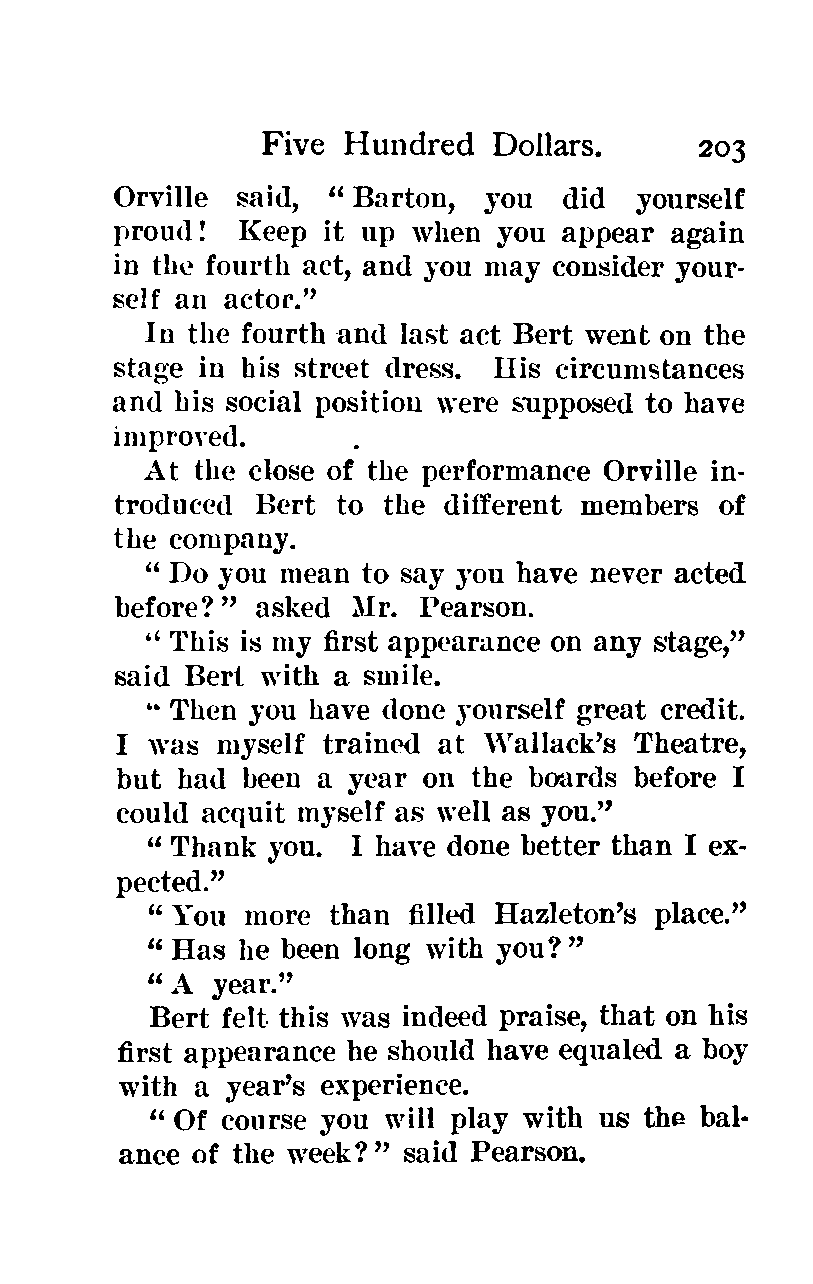 Five Hundred Dollars. 203
Orville said, “ Barton, you did yourself
proud! Keep it up when you appear again
in the fourth act, and you may consider your-
self an actor.”
In the fourth and last act Bert went on the
stage in his street dress. His circumstances
and his social position were supposed to have
improved.
At the close of the performance Orville in-
troduced Bert to the different members of
the company.
“ Do you mean to say you have never acted
before? ” asked Mr. Pearson.
“ This is my first appearance on any stage,”
said Bert with a smile.
“ Then you have done yourself great credit.
I was myself trained at Wallack’s Theatre,
but had been a year on the boards before I
could acquit myself as well as you.”
“ Thank you. I have done better than I ex-
pected.”
“ You more than filled Hazleton’s place.”
“ Has he been long with you? ”
“ A year.”
Bert felt this was indeed praise, that on his
first appearance he should have equaled a boy
with a year’s experience.
“ Of course you will play with us the bal-
ance of the week? ” said Pearson.